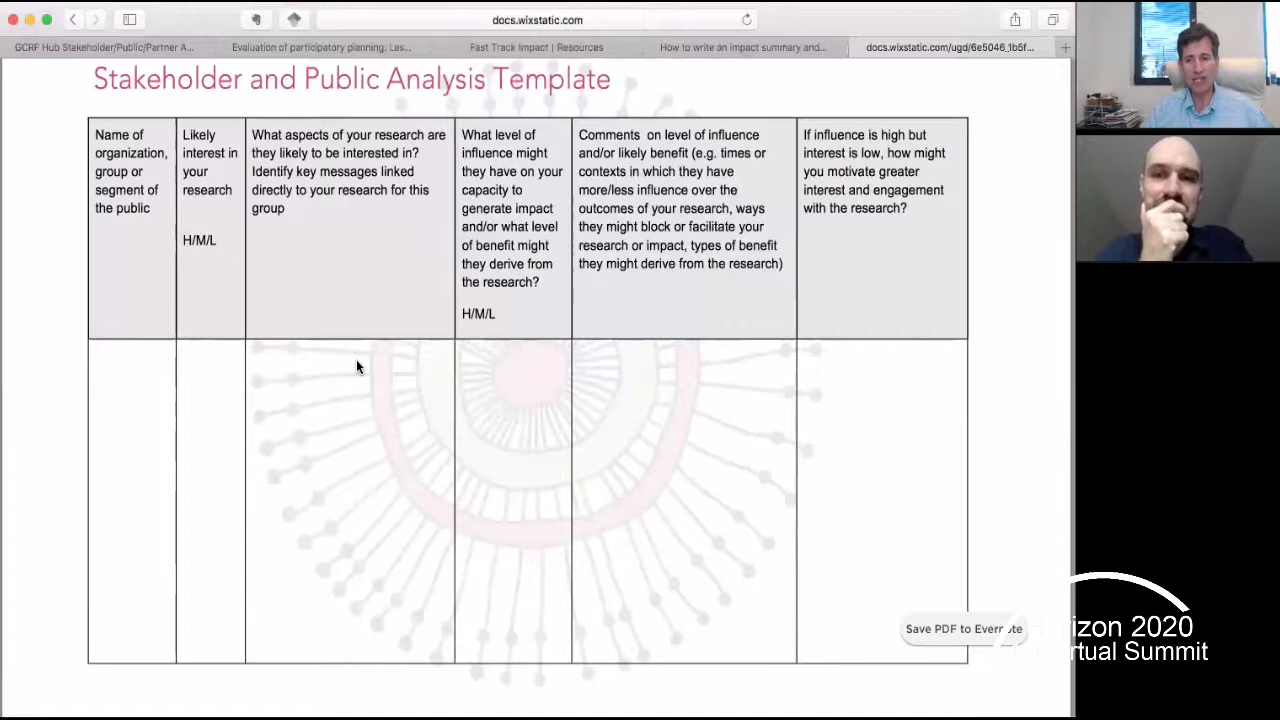 docs.wixstatic.com
GCRF Hub Stakeholder/Public/Partner A...
Evaluation of participatory planning: Les...
Fast Track Impact | Resources
How to write an impact summary and...
docs.wixstatic.com/ugd/6e5046_1b5f...
Stakeholder and Public Analysis Template
Name of
organization,
group or
segment of
the public
Likely
interest in
your
research
H/M/L
What aspects of your research are
they likely to be interested in?
Identify key messages linked
directly to your research for this
group
What level of
influence might
they have on your
capacity to
generate impact
and/or what level
of benefit might
they derive from
the research?
H/M/L
Comments on level of influence
and/or likely benefit (e.g. times or
contexts in which they have
more/less influence over the
outcomes of your research, ways
they might block or facilitate your
research or impact, types of benefit
they might derive from the research)
If influence is high but
interest is low, how might
you motivate greater
interest and engagement
with the research?
Save PDF to Evernote
Horizon 2020
Virtual Summit